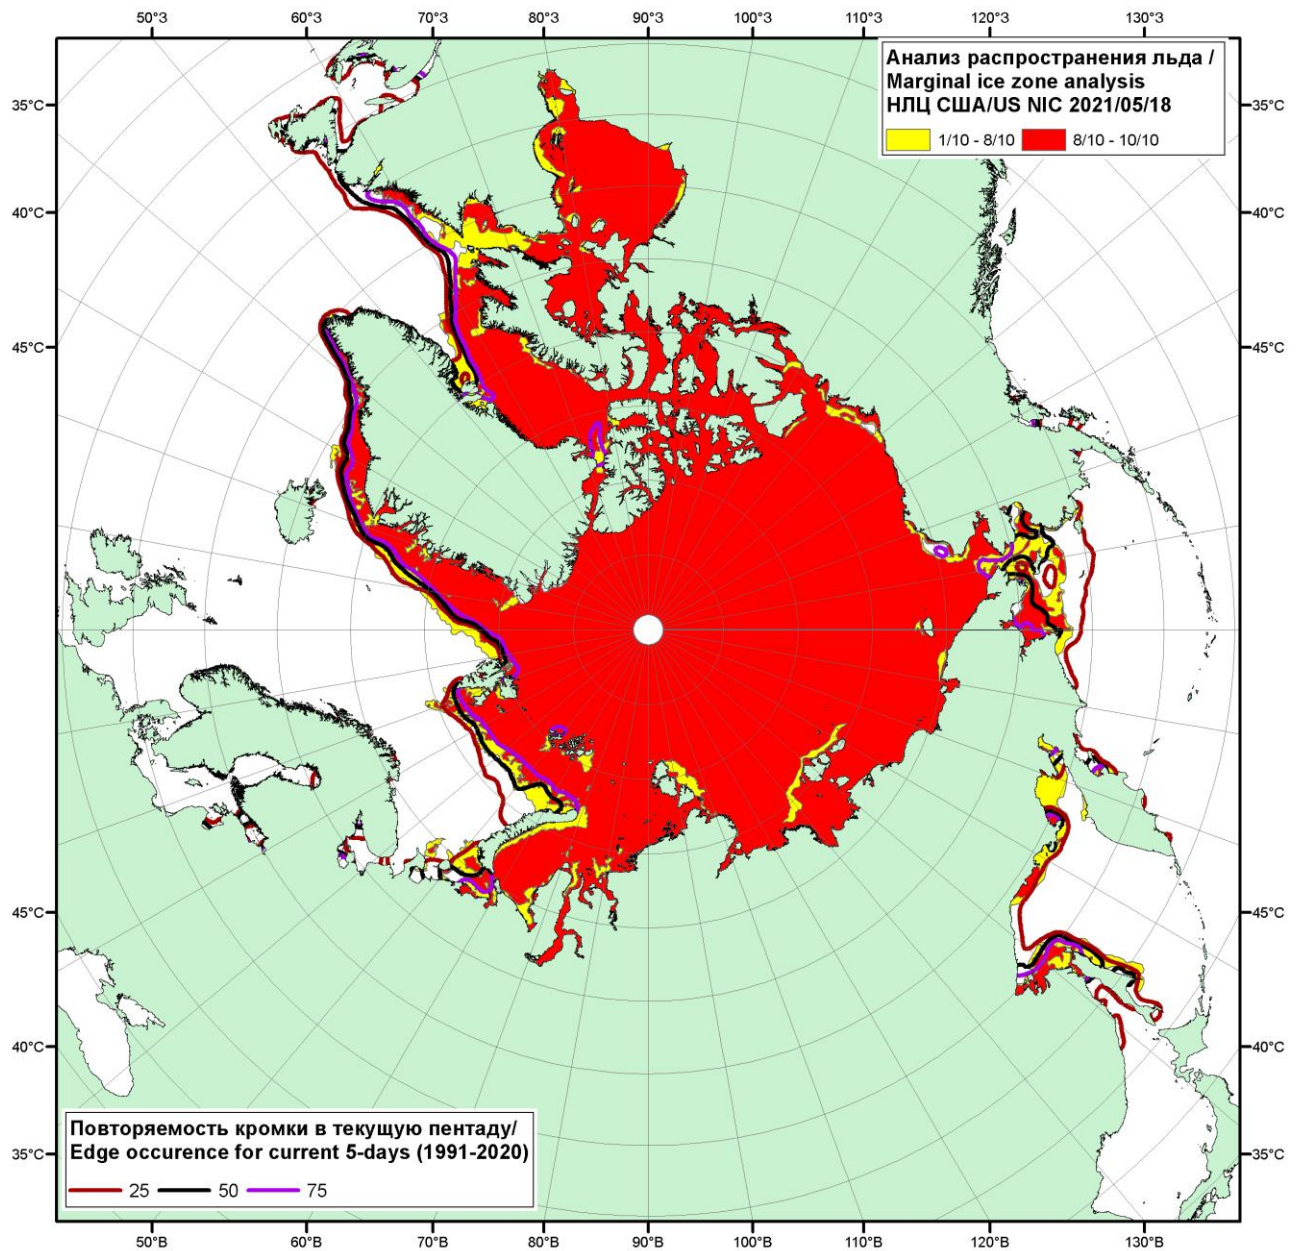 50°З 60°З 70°З 80°З 90°З 100°З 110°З 120°З 130°З
Анализ распространения льда /
Marginal ice zone analysis
НЛЦ США/US NIC 2021/05/18
1/10 - 8/10 8/10 - 10/10
35°С 35°С
40°С 40°С
45°С 45°С
45°С 45°С
40°С 40°С
Повторяемость кромки в текущую пентаду/
Edge occurence for current 5-days (1991-2020)
25 50 75
35°С 35°С
50°В 60°В 70°В 80°В 90°В 100°В 110°В 120°В 130°В